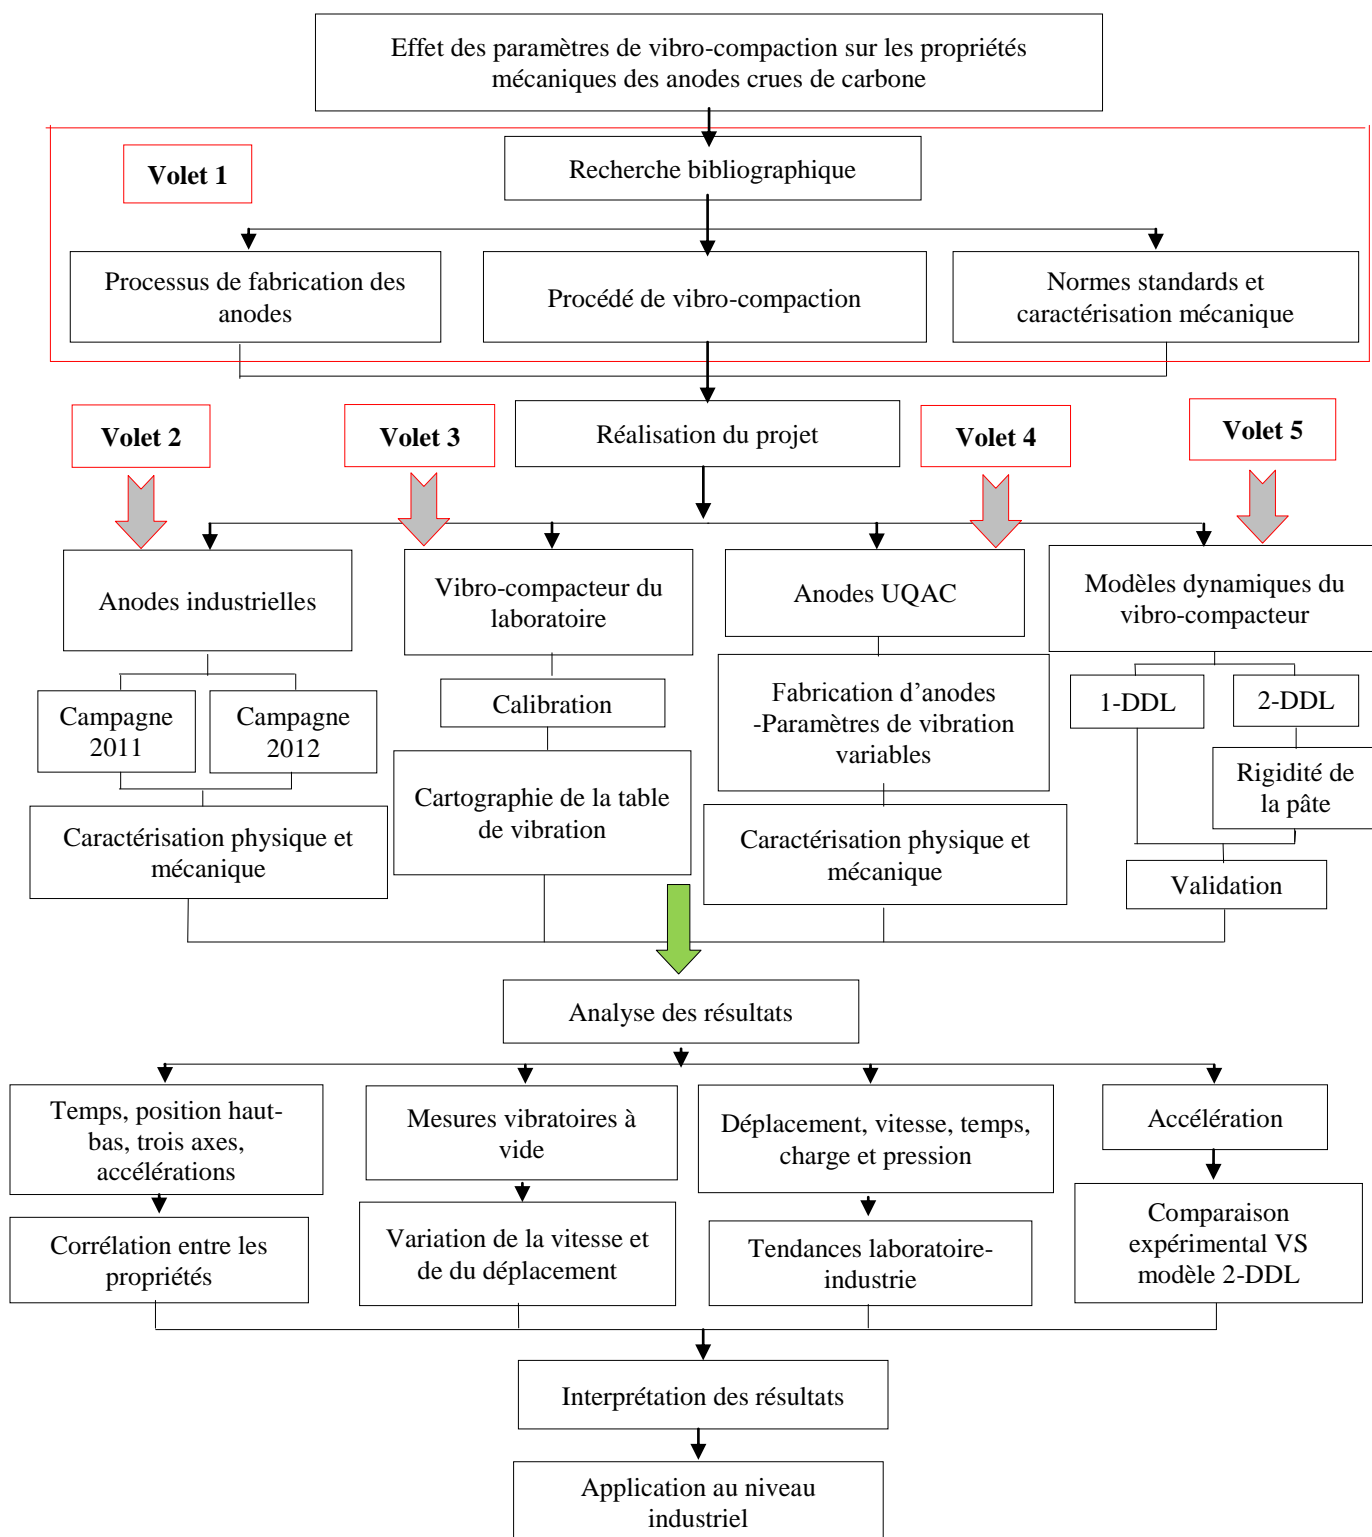 Effet des paramètres de vibro-compaction sur les propriétés
mécaniques des anodes crues de carbone
Volet 1
Recherche bibliographique
Processus de fabrication des
anodes
Procédé de vibro-compaction
Normes standards et
caractérisation mécanique
Volet 2
Volet 3
Réalisation du projet
Volet 4
Volet 5
Anodes industrielles
Vibro-compacteur du
laboratoire
Anodes UQAC
Modèles dynamiques du
vibro-compacteur
Campagne
2011
Campagne
2012
Calibration
Fabrication d’anodes
-Paramètres de vibration
variables
1-DDL
2-DDL
Rigidité de
la pâte
Caractérisation physique et
mécanique
Cartographie de la table
de vibration
Caractérisation physique et
mécanique
Validation
Analyse des résultats
Temps, position haut-
bas, trois axes,
accélérations
Mesures vibratoires à
vide
Déplacement, vitesse, temps,
charge et pression
Accélération
Corrélation entre les
propriétés
Variation de la vitesse et
de du déplacement
Tendances laboratoire-
industrie
Comparaison
expérimental VS
modèle 2-DDL
Interprétation des résultats
Application au niveau
industriel